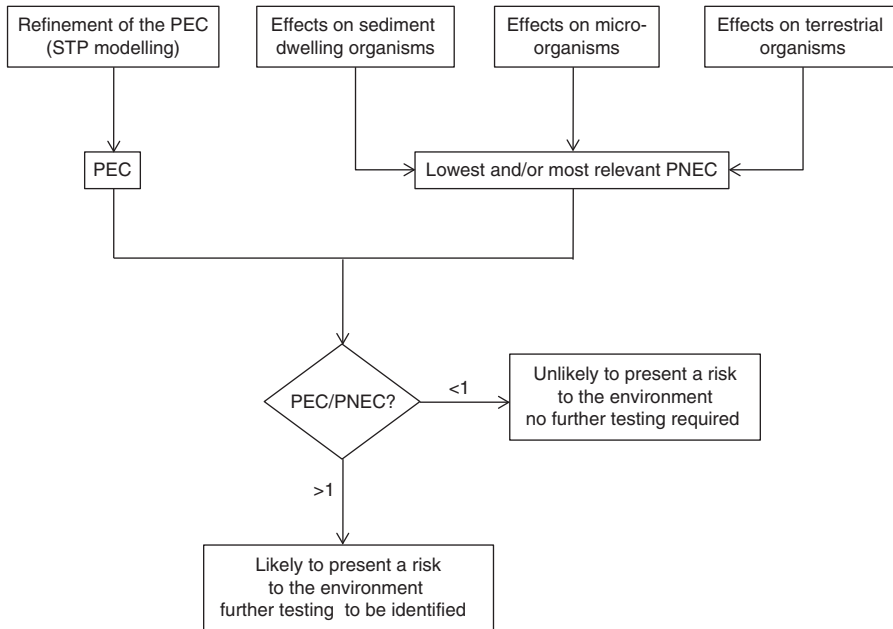 Refinement of the PEC
(STP modelling)
Effects on sediment
dwelling organisms
Effects on micro-
organisms
Effects on terrestrial
organisms
PEC
Lowest and/or most relevant PNEC
PEC/PNEC?
<1
Unlikely to present a risk
to the environment
no further testing required
>1
Likely to present a risk
to the environment
further testing to be identified